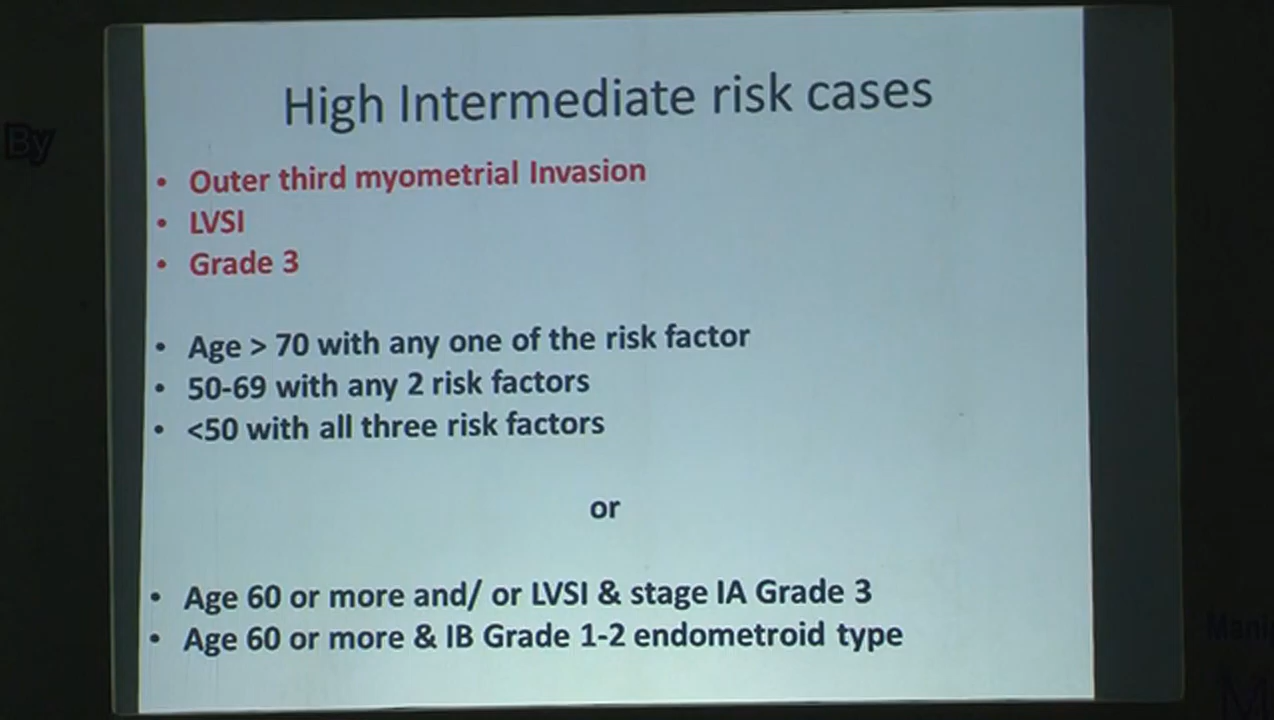 By
High Intermediate risk cases
• Outer third myometrial Invasion
• LVSI
• Grade 3
• Age > 70 with any one of the risk factor
• 50-69 with any 2 risk factors
• <50 with all three risk factors
or
• Age 60 or more and/ or LVSI & stage IA Grade 3
• Age 60 or more & IB Grade 1-2 endometroid type